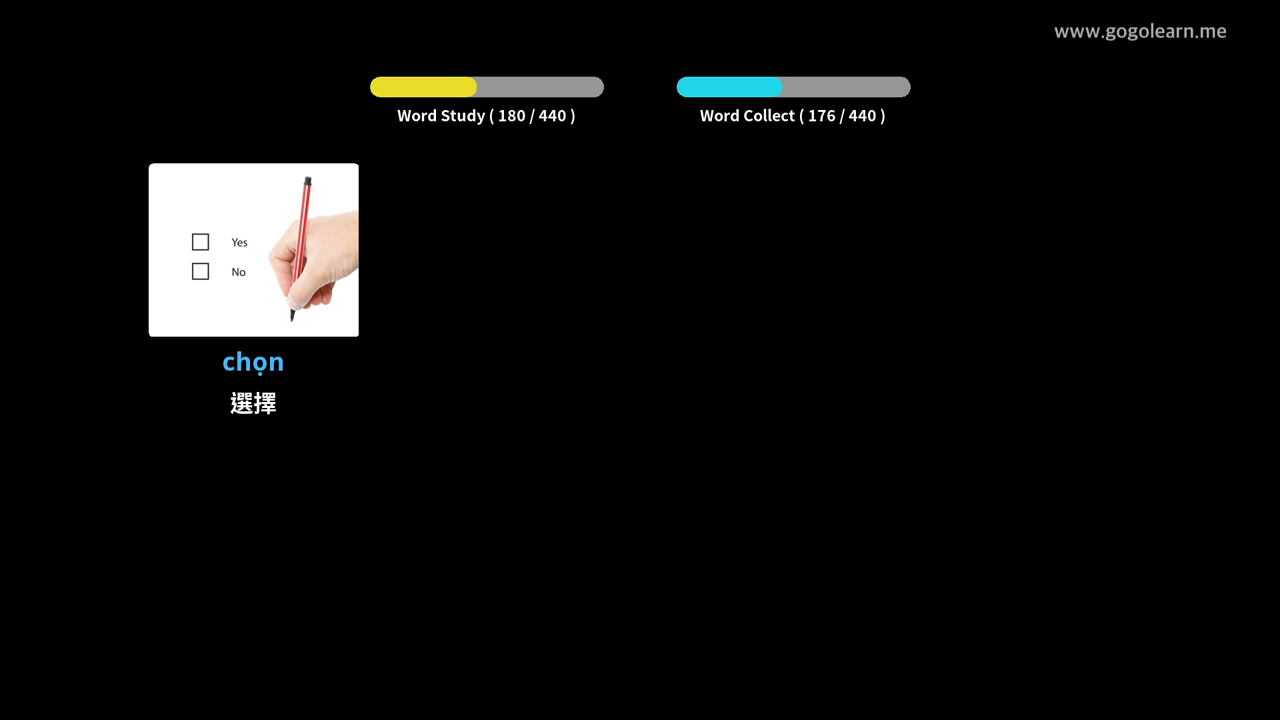 www.gogolearn.me
Word Study ( 180 / 440 )
Word Collect ( 176 / 440 )
Yes
No
chọn
選擇